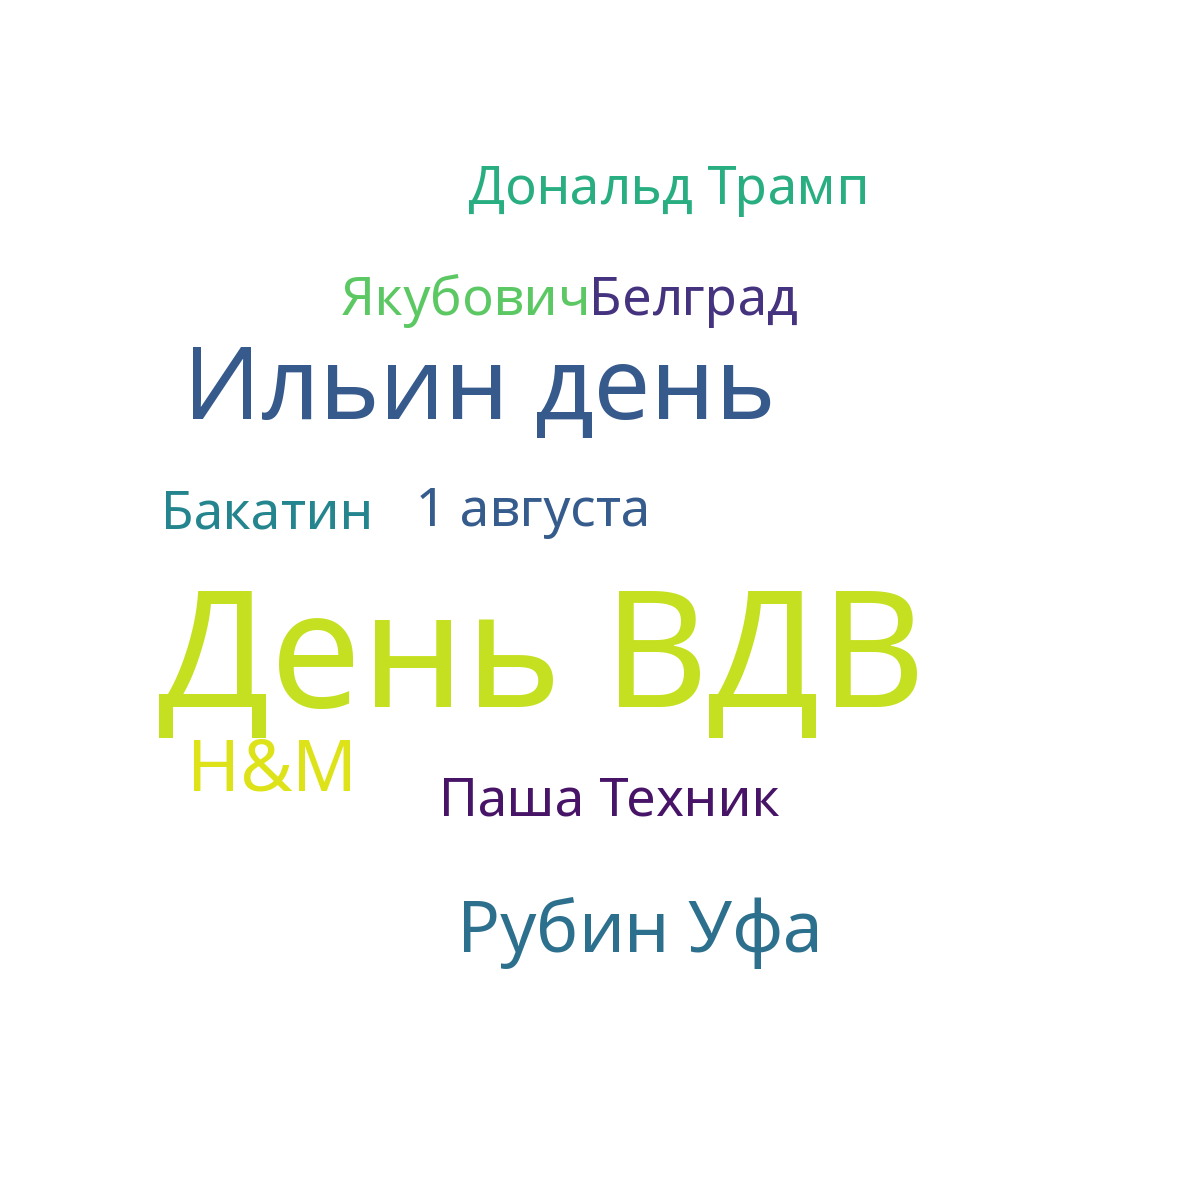 Дональд Трамп
Якубович Белград
Ильин день
Бакатин 1 августа
День ВДВ
H&M
Паша Техник
Рубин Уфа